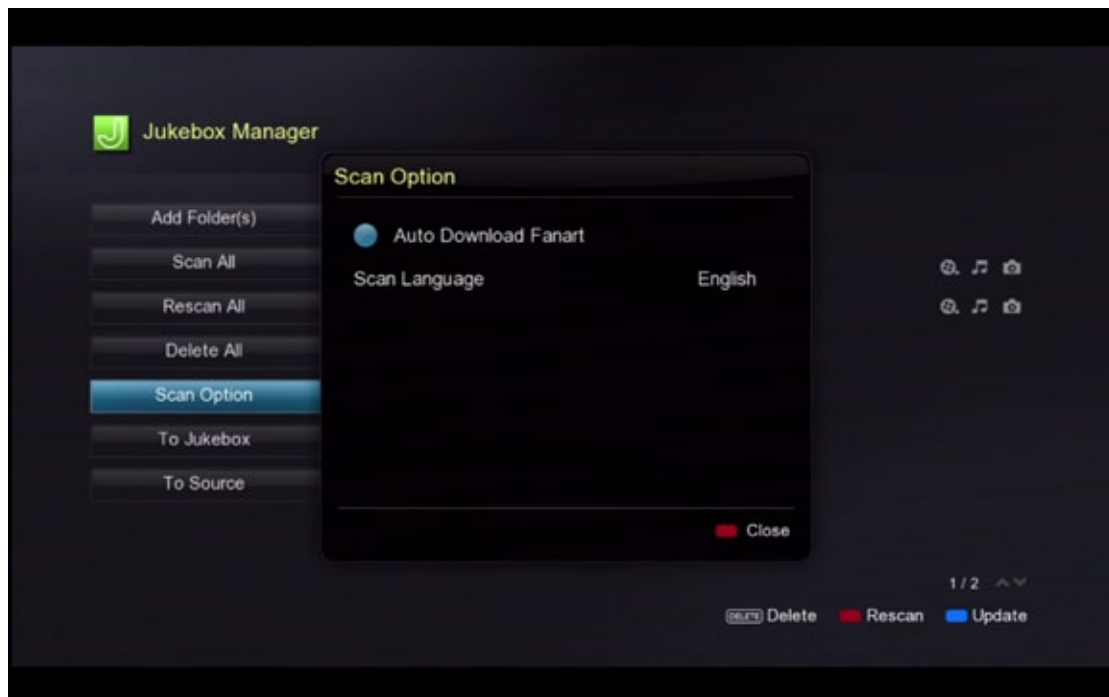 Jukebox Manager
Scan Option
Add Folder(s)
Auto Download Fanart
Scan All
Scan Language English
Rescan All
Delete All
Scan Option
To Jukebox
To Source
Close
1 / 2
DELETE Delete Rescan Update